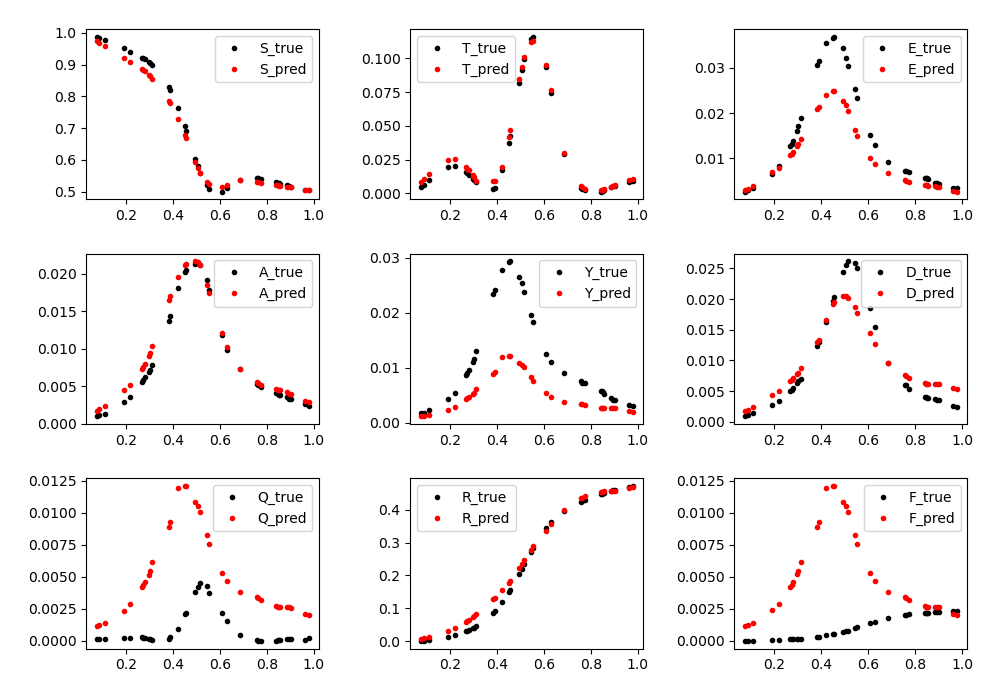 1.0
0.9
0.8
0.7
0.6
0.5
S_true
S_pred
0.2 0.4 0.6 0.8 1.0
0.100
0.075
0.050
0.025
0.000
T_true
T_pred
0.2 0.4 0.6 0.8 1.0
0.03
0.02
0.01
E_true
E_pred
0.2 0.4 0.6 0.8 1.0
0.020
0.015
0.010
0.005
0.000
A_true
A_pred
0.2 0.4 0.6 0.8 1.0
0.03
0.02
0.01
0.00
Y_true
Y_pred
0.2 0.4 0.6 0.8 1.0
0.025
0.020
0.015
0.010
0.005
0.000
D_true
D_pred
0.2 0.4 0.6 0.8 1.0
0.0125
0.0100
0.0075
0.0050
0.0025
0.0000
Q_true
Q_pred
0.2 0.4 0.6 0.8 1.0
0.4
0.3
0.2
0.1
0.0
R_true
R_pred
0.2 0.4 0.6 0.8 1.0
0.0125
0.0100
0.0075
0.0050
0.0025
0.0000
F_true
F_pred
0.2 0.4 0.6 0.8 1.0